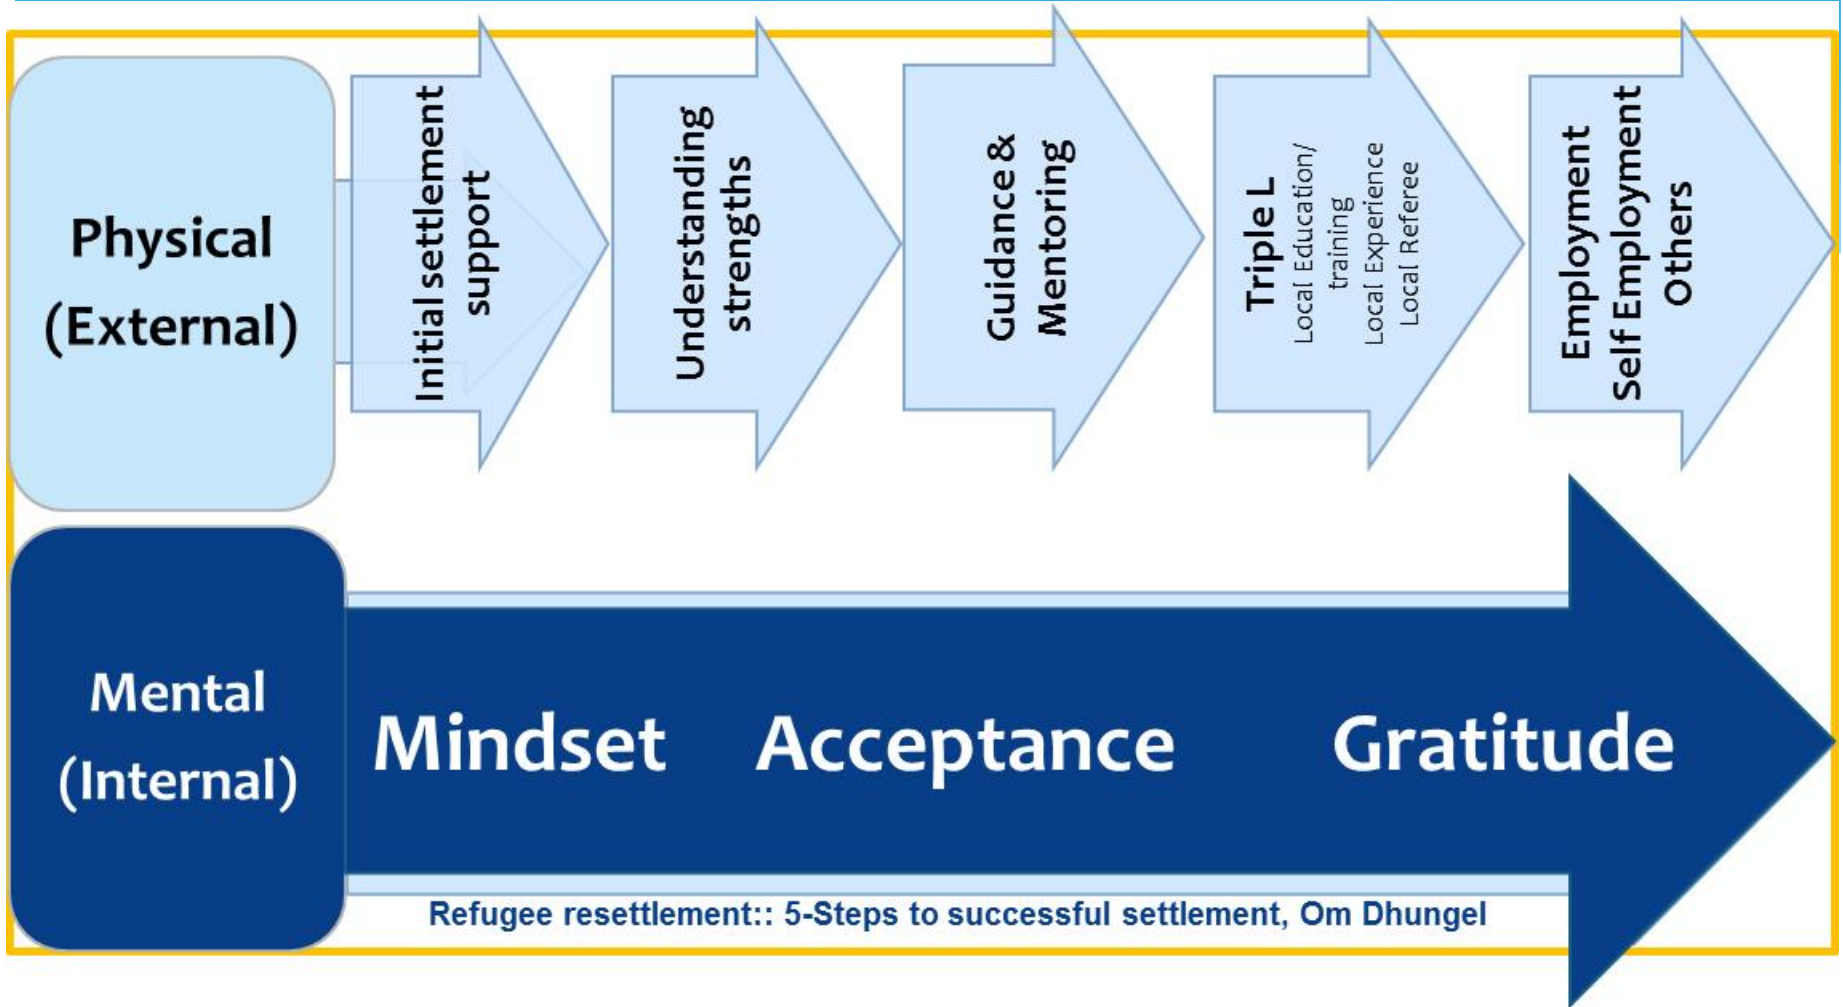 Physical
(External)
Initial settlement
support
Understanding
strengths
Guidance &
Mentoring
Triple L
Local Education/
training
Local Experience
Local Referee
Employment
Self Employment
Others
Mental
(Internal)
Mindset Acceptance Gratitude
Refugee resettlement:: 5-Steps to successful settlement, Om Dhungel